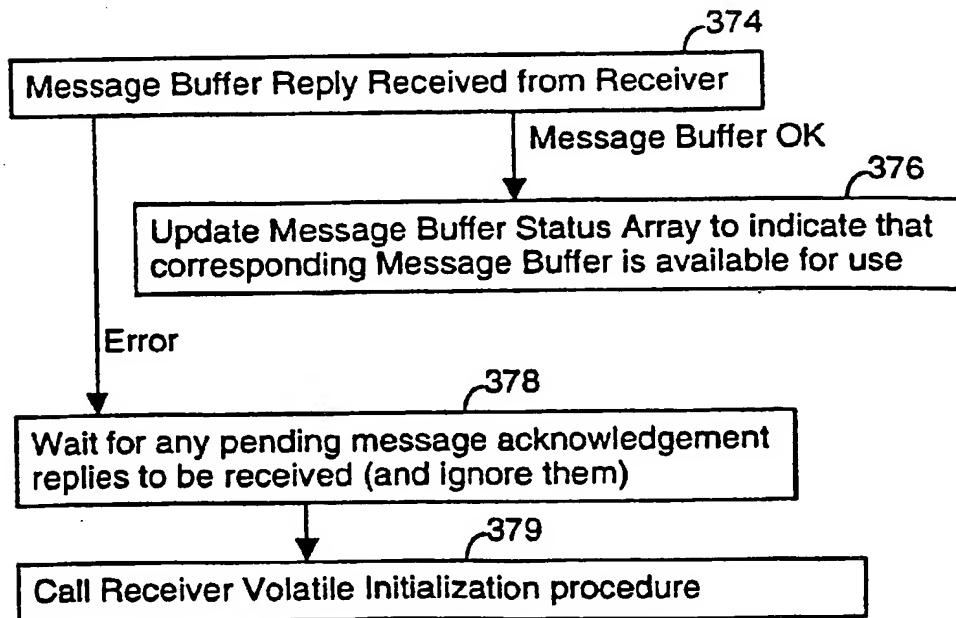 374
Message Buffer Reply Received from Receiver
Message Buffer OK
376
Update Message Buffer Status Array to indicate that
corresponding Message Buffer is available for use
Error
378
Wait for any pending message acknowledgement
replies to be received (and ignore them)
379
Call Receiver Volatile Initialization procedure